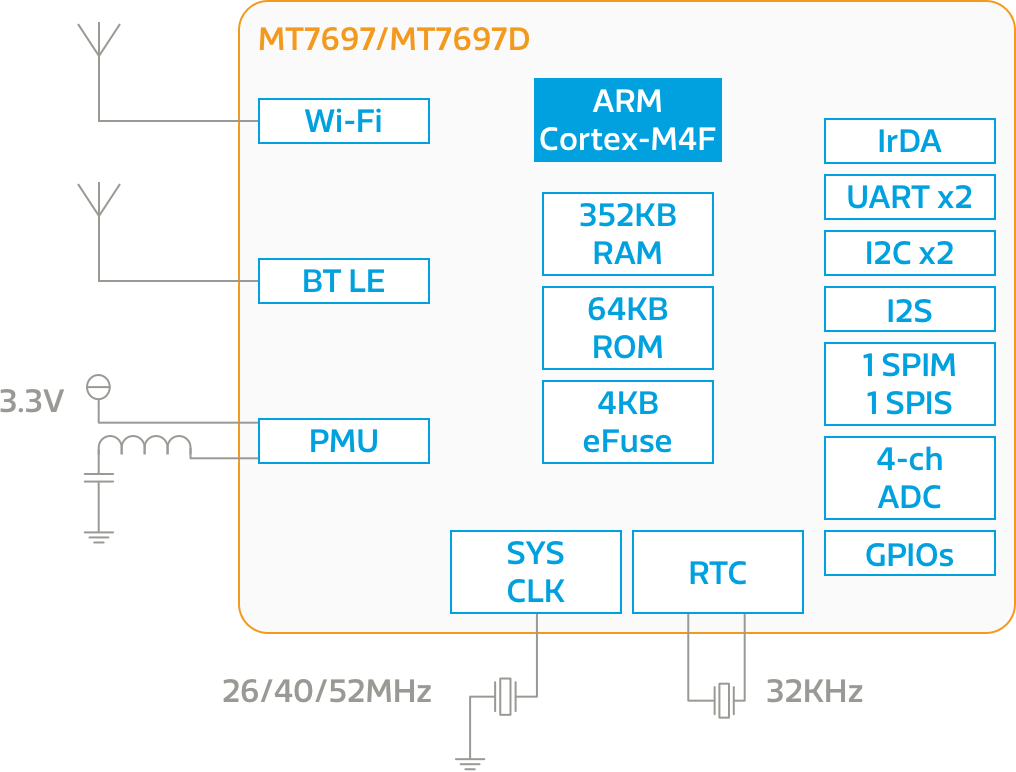 MT7697/MT7697D
Wi-Fi
BT LE
3.3V
PMU
ARM
Cortex-M4F
352KB
RAM
64KB
ROM
4KB
eFuse
IrDA
UART x2
I2C x2
I2S
1 SPIM
1 SPIS
4-ch
ADC
GPIOs
SYS
CLK
RTC
26/40/52MHz
32KHz